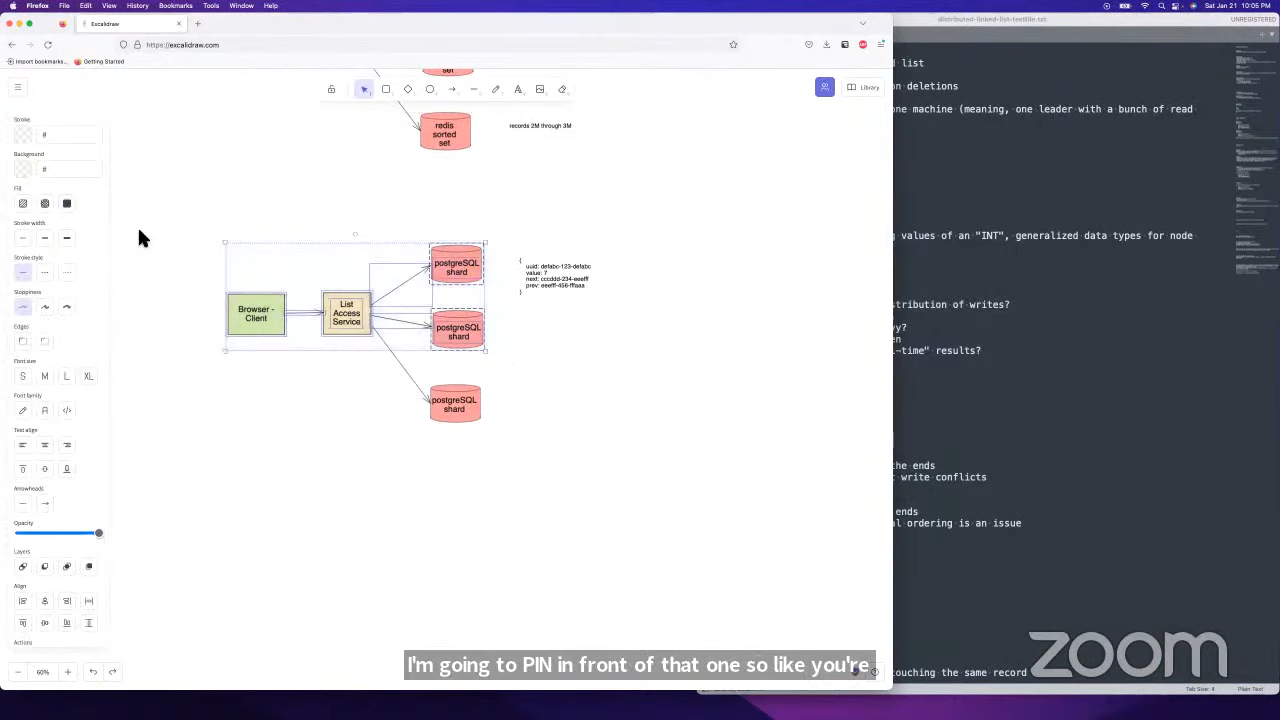 Firefox File Edit View History Bookmarks Tools Window Help
Sat Jan 21 10:05 PM
Excalidraw
distributed-linked-list-textfile.txt
UNREGISTERED
https://excalidraw.com
Import bookmarks...
Getting Started
Library
Stroke
#
Background
#
Fill
Stroke width
Stroke style
Sloppiness
Edges
Font size
S M L XL
Font family
Text align
Arrowheads
Opacity
Layers
Align
Actions
60%
set
redis
sorted
set
records 2M through 3M
Browser -
Client
List
Access
Service
postgreSQL
shard
postgreSQL
shard
postgreSQL
shard
{
uuid: defabc-123-defabc
value: 7
next: cccddd-234-eeeff
prev: eeeff-456-fffaaa
}
list
on deletions
one machine (meaning, one leader with a bunch of read
values of an "INT", generalized data types for node
stribution of writes?
y?
en
l-time" results?
the ends
write conflicts
ends
al ordering is an issue
touching the same record
zoom
I'm going to PIN in front of that one so like you're
Tab Size: 4
Plain Text